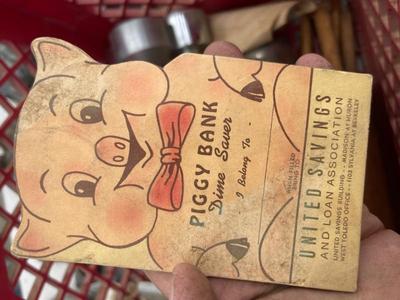 PIGGY BANK
Dime Saver
I Belong To -
WHEN FILLED
BRING TO
UNITED SAVINGS
AND LOAN ASSOCIATION
UNITED SAVINGS BUILDING -- MADISON AT HURON
WEST TOLEDO OFFICE -- 1103 SYLVANIA AT BERKELEY